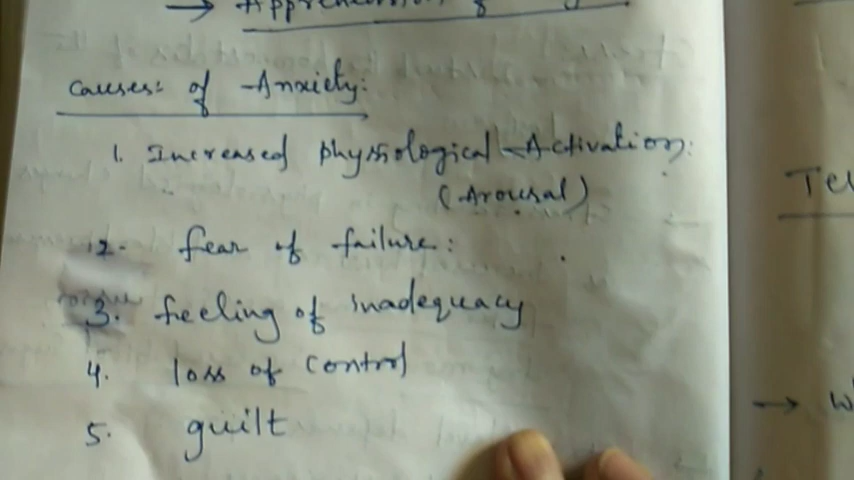 Causes: of Anxiety:
1. Increased physiological Activation:
(Arousal)
2. fear of failure:
3. feeling of inadequacy
4. loss of control
5. guilt